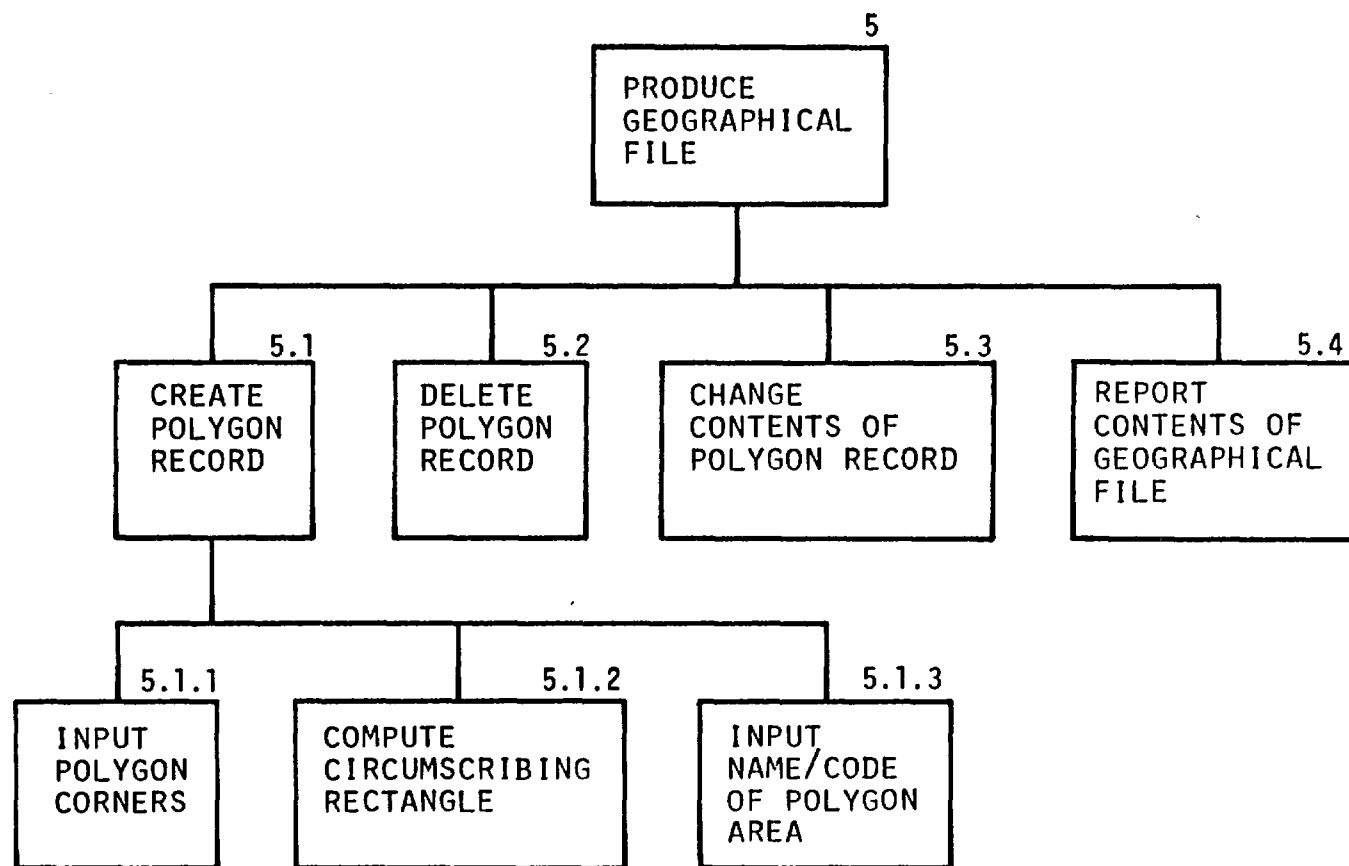 5
PRODUCE
GEOGRAPHICAL
FILE
5.1
CREATE
POLYGON
RECORD
5.2
DELETE
POLYGON
RECORD
5.3
CHANGE
CONTENTS OF
POLYGON RECORD
5.4
REPORT
CONTENTS OF
GEOGRAPHICAL
FILE
5.1.1
INPUT
POLYGON
CORNERS
5.1.2
COMPUTE
CIRCUMSCRIBING
RECTANGLE
5.1.3
INPUT
NAME/CODE
OF POLYGON
AREA